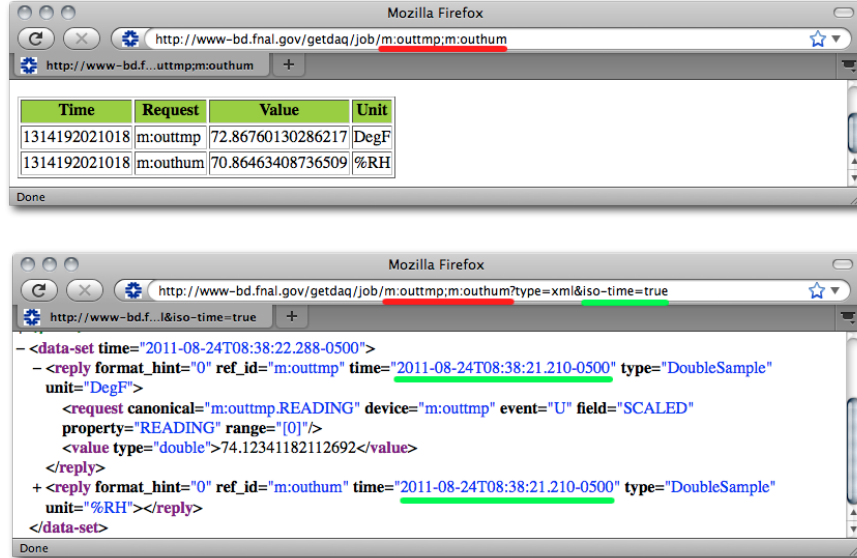 Mozilla Firefox
http://www-bd.fnal.gov/getdaq/job/m:outtmp;m:outhum
http://www-bd.f...uttmp;m:outhum +
Time Request Value Unit
1314192021018 m:outtmp 72.86760130286217 DegF
1314192021018 m:outhum 70.86463408736509 %RH
Done
Mozilla Firefox
http://www-bd.fnal.gov/getdaq/job/m:outtmp;m:outhum?type=xml&iso-time=true
http://www-bd.f...l&iso-time=true +
– <data-set time="2011-08-24T08:38:22.288-0500">
– <reply format_hint="0" ref_id="m:outtmp" time="2011-08-24T08:38:21.210-0500" type="DoubleSample"
unit="DegF">
<request canonical="m:outtmp.READING" device="m:outtmp" event="U" field="SCALED"
property="READING" range="[0]"/>
<value type="double">74.12341182112692</value>
</reply>
+ <reply format_hint="0" ref_id="m:outhum" time="2011-08-24T08:38:21.210-0500" type="DoubleSample"
unit="%RH"></reply>
</data-set>
Done